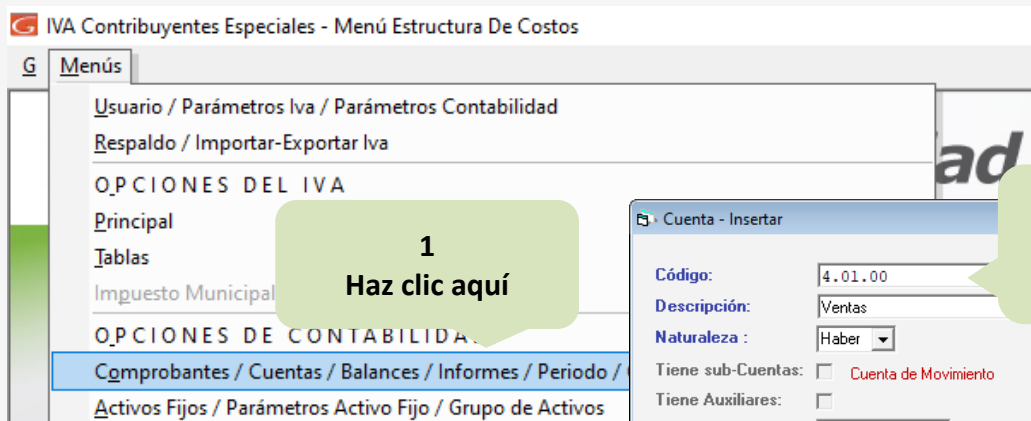 IVA Contribuyentes Especiales - Menú Estructura De Costos
G Menús
Usuario / Parámetros Iva / Parámetros Contabilidad
Respaldo / Importar-Exportar Iva
OPCIONES DEL IVA
Principal
Tablas
Impuesto Municipal
OPCIONES DE
Comprobantes / Cuentas / Balances / Informes / Periodo /
Activos Fijos / Parámetros Activo Fijo / Grupo de Activos
1
Haz clic aquí
Cuenta - Insertar
Código: 4.01.00
Descripción: Ventas
Naturaleza : Haber
Tiene sub-Cuentas: Cuenta de Movimiento
Tiene Auxiliares: